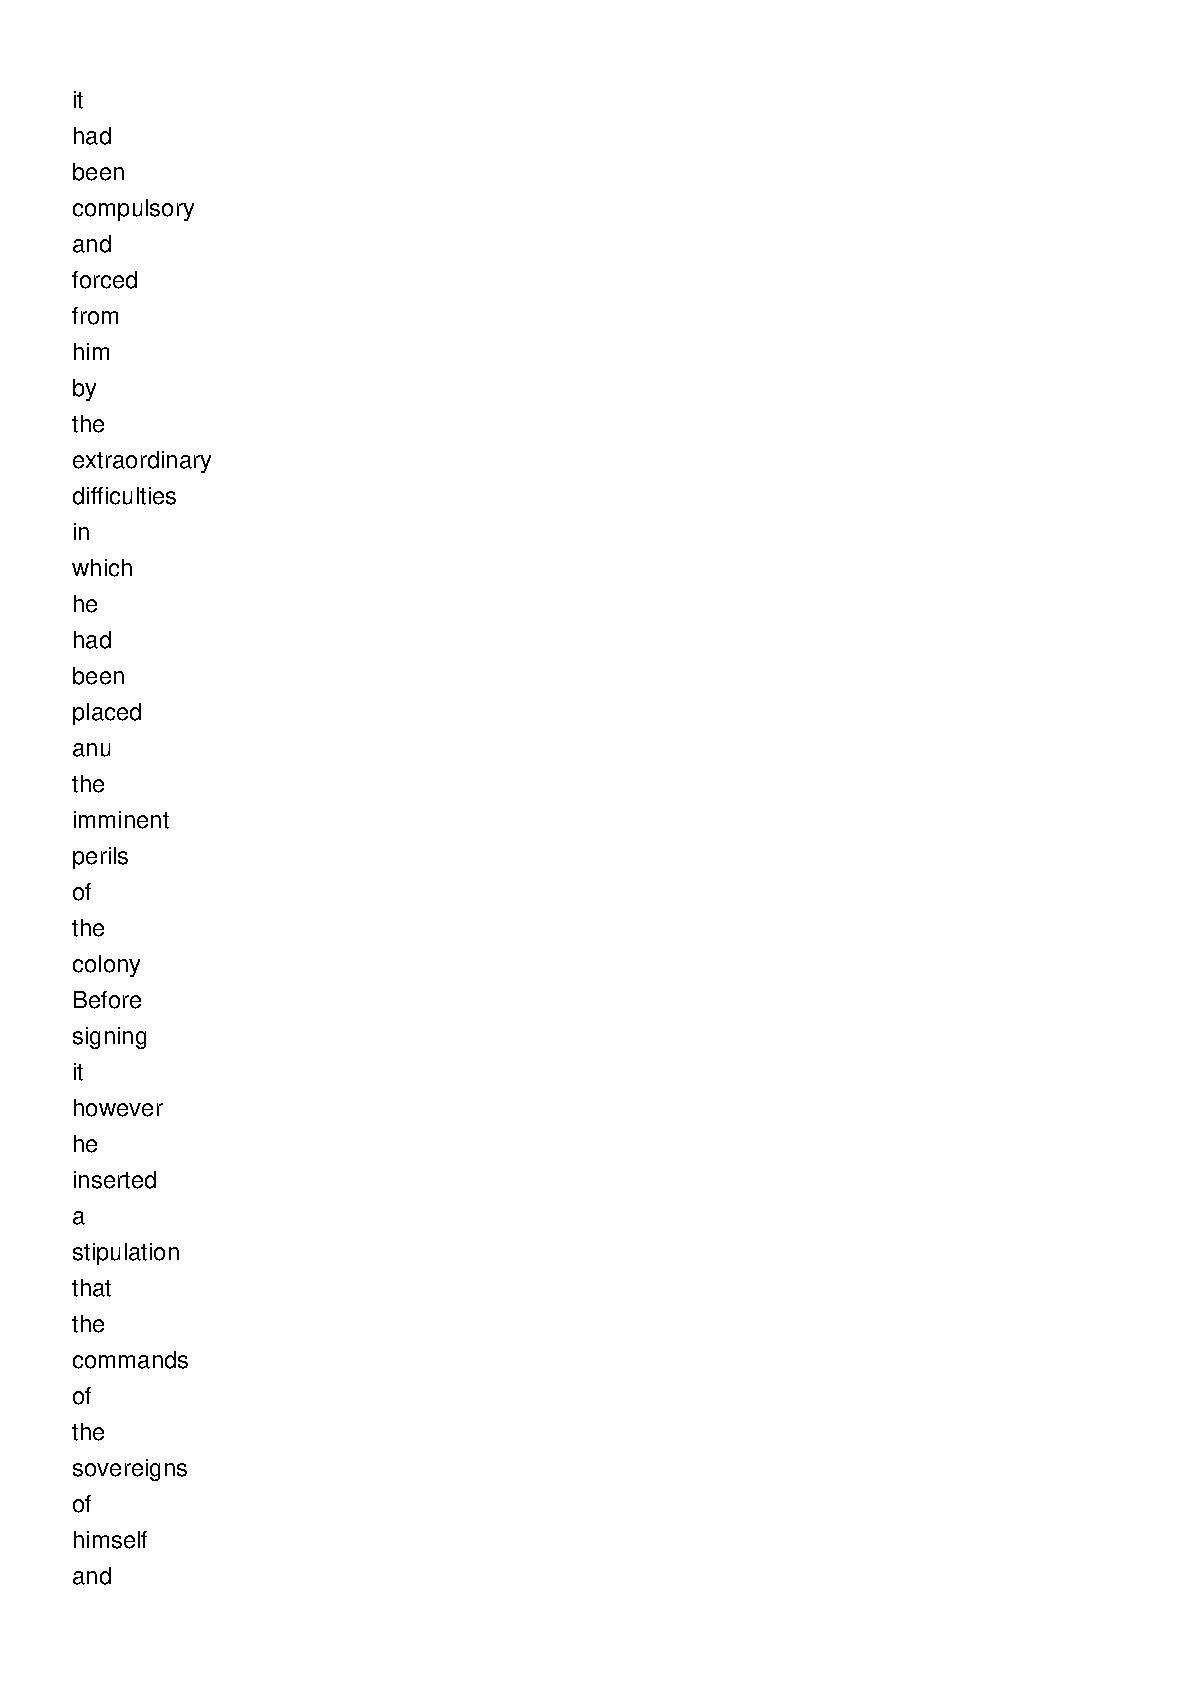 it
had
been
compulsory
and
forced
from
him
by
the
extraordinary
difficulties
in
which
he
had
been
placed
anu
the
imminent
perils
of
the
colony
Before
signing
it
however
he
inserted
a
stipulation
that
the
commands
of
the
sovereigns
of
himself
and